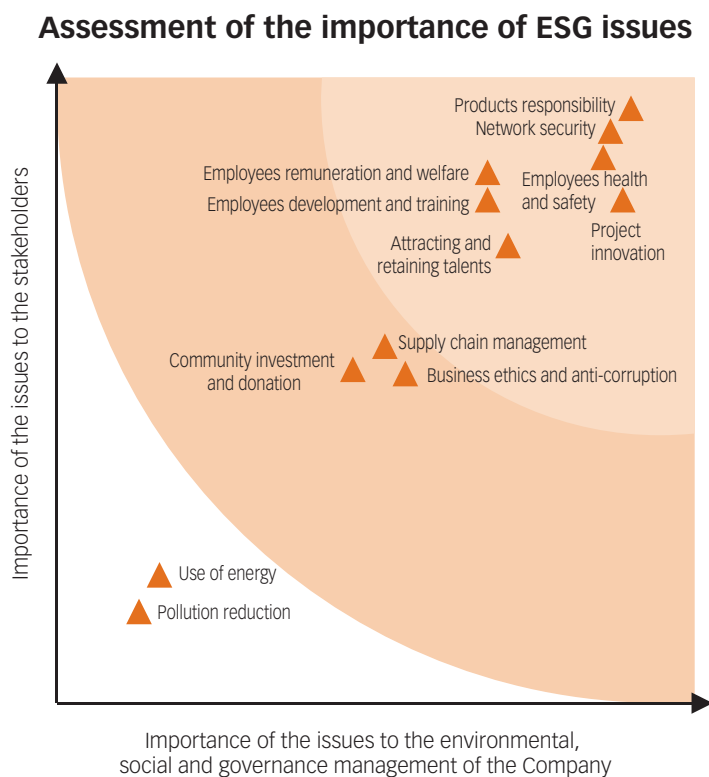 Assessment of the importance of ESG issues
Importance of the issues to the stakeholders
Products responsibility
Network security
Employees remuneration and welfare
Employees health
and safety
Employees development and training
Project
innovation
Attracting and
retaining talents
Supply chain management
Community investment
and donation
Business ethics and anti-corruption
Use of energy
Pollution reduction
Importance of the issues to the environmental,
social and governance management of the Company